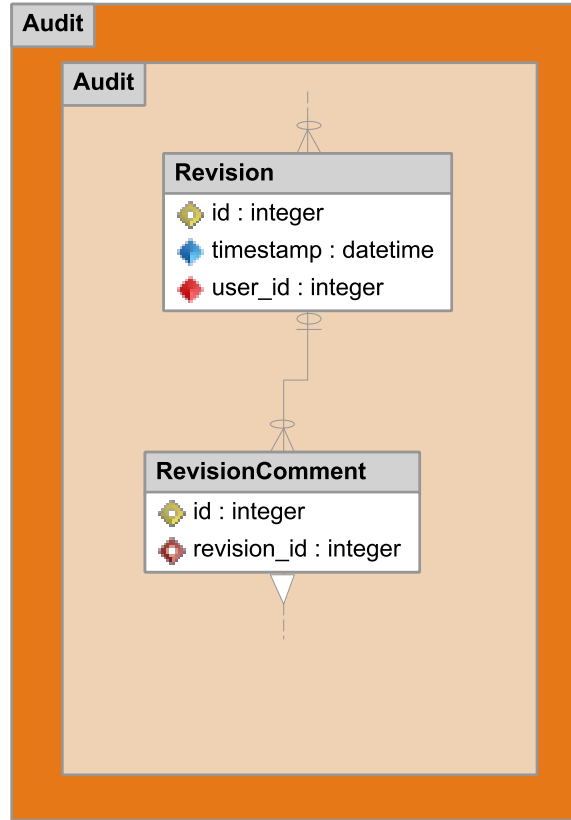 Audit
Audit
Revision
id : integer
timestamp : datetime
user_id : integer
RevisionComment
id : integer
revision_id : integer